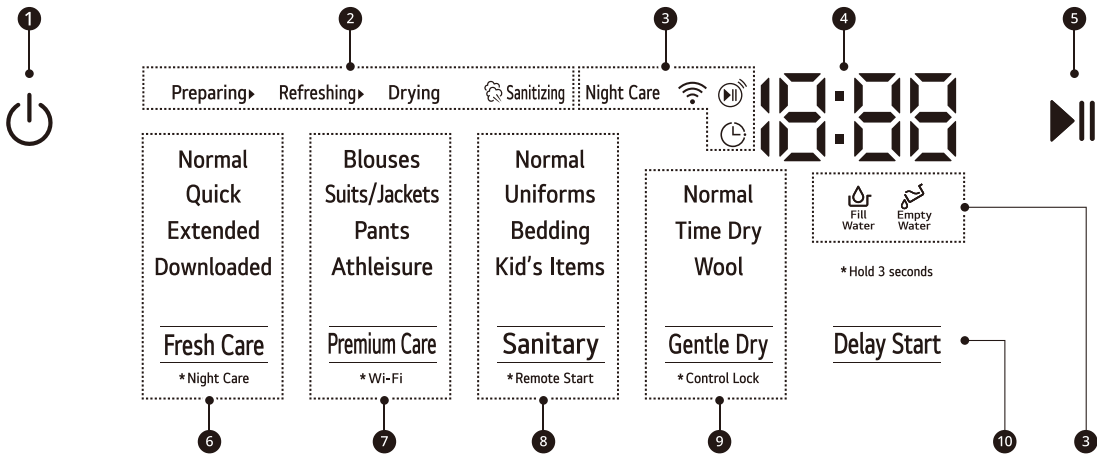 1 2 3 4 5
Preparing▸ Refreshing▸ Drying Sanitizing Night Care 18:88
Normal
Quick
Extended
Downloaded
Fresh Care
*Night Care
Blouses
Suits/Jackets
Pants
Athleisure
Premium Care
*Wi-Fi
Normal
Uniforms
Bedding
Kid's Items
Sanitary
*Remote Start
Normal
Time Dry
Wool
Gentle Dry
*Control Lock
Fill
Water
Empty
Water
*Hold 3 seconds
Delay Start
6 7 8 9 10 3